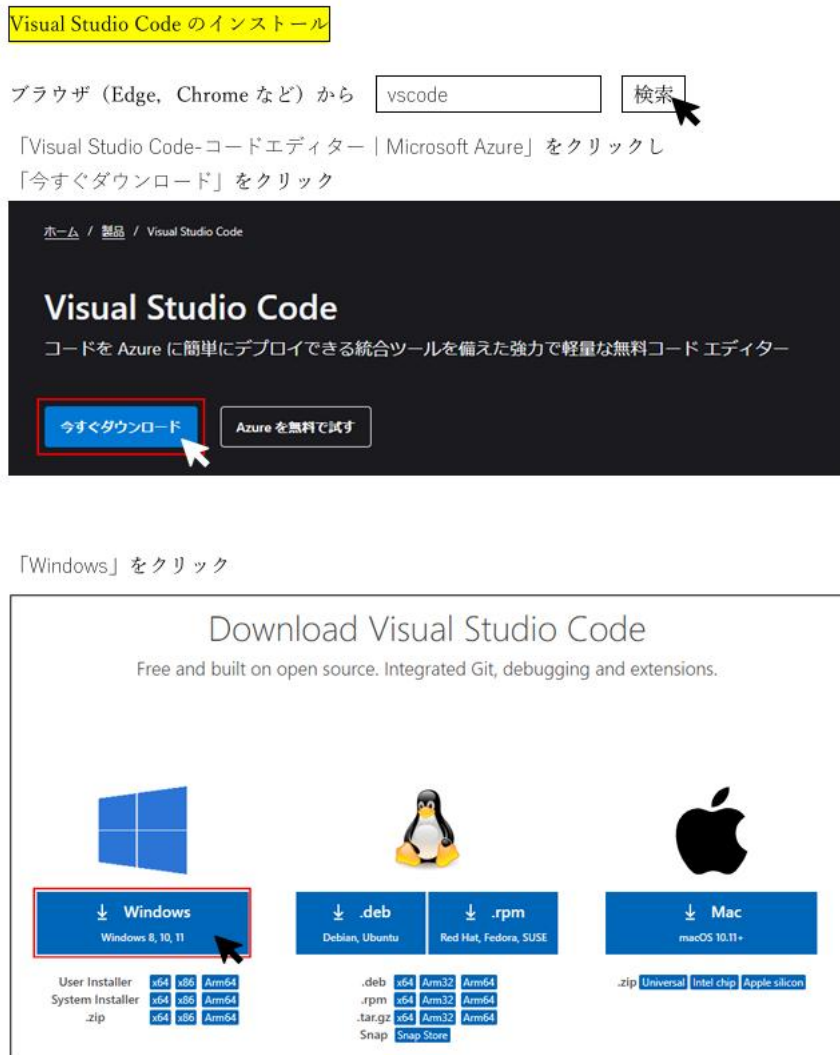 Visual Studio Code のインストール
ブラウザ（Edge，Chrome など）から vscode 検索
「Visual Studio Code-コードエディター｜Microsoft Azure」をクリックし
「今すぐダウンロード」をクリック
ホーム / 製品 / Visual Studio Code
Visual Studio Code
コードを Azure に簡単にデプロイできる統合ツールを備えた強力で軽量な無料コード エディター
今すぐダウンロード Azure を無料で試す
「Windows」をクリック
Download Visual Studio Code
Free and built on open source. Integrated Git, debugging and extensions.
↓ Windows ↓ .deb ↓ .rpm ↓ Mac
Windows 8, 10, 11 Debian, Ubuntu Red Hat, Fedora, SUSE macOS 10.11+
User Installer x64 x86 Arm64 .deb x64 Arm32 Arm64 .zip Universal Intel chip Apple silicon
System Installer x64 x86 Arm64 .rpm x64 Arm32 Arm64
.zip x64 x86 Arm64 .tar.gz x64 Arm32 Arm64
Snap Snap Store